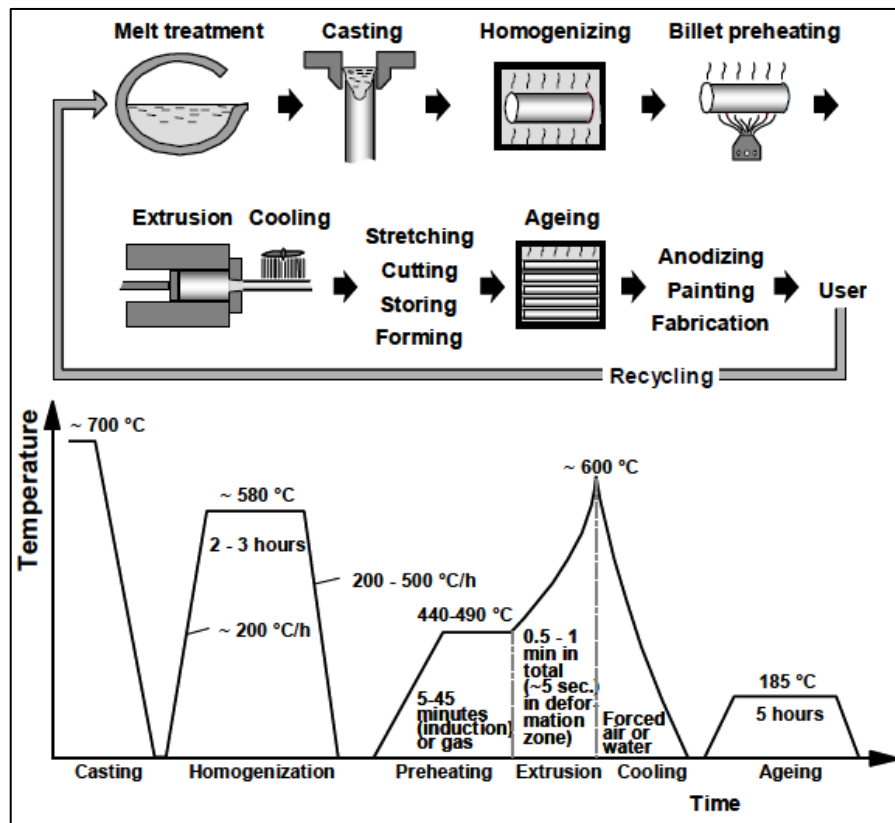 Melt treatment
Casting
Homogenizing
Billet preheating
Extrusion
Cooling
Stretching
Cutting
Storing
Forming
Ageing
Anodizing
Painting
Fabrication
User
Recycling
Temperature
~ 700 °C
~ 580 °C
2 - 3 hours
~ 200 °C/h
200 - 500 °C/h
440-490 °C
5-45
minutes
(induction)
or gas
~ 600 °C
0.5 - 1
min in
total
(~5 sec.)
in defor-
mation
zone)
Forced
air or
water
185 °C
5 hours
Casting
Homogenization
Preheating
Extrusion
Cooling
Ageing
Time